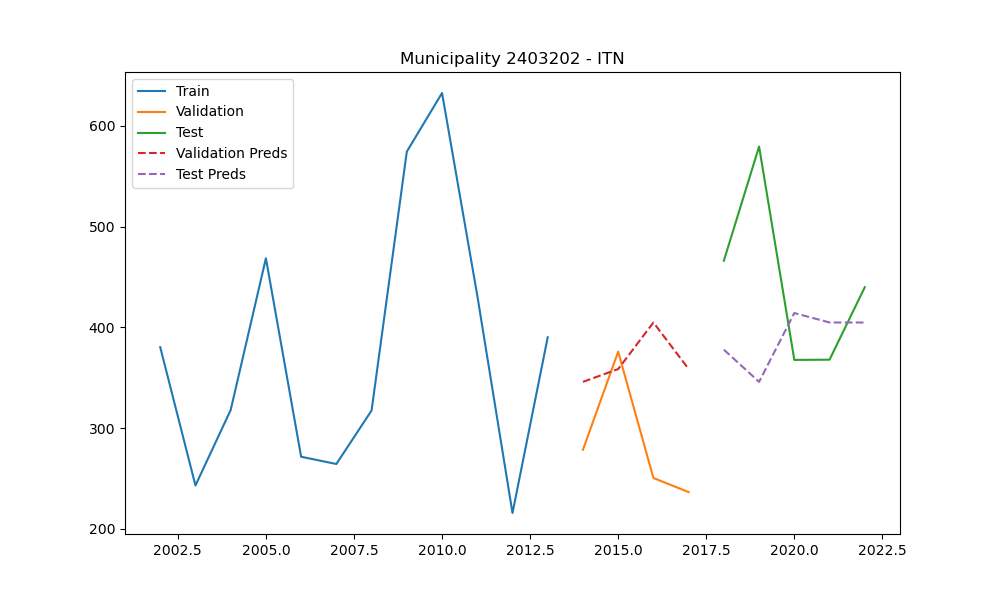 Municipality 2403202 - ITN
Train
Validation
Test
Validation Preds
Test Preds
600
500
400
300
200
2002.5 2005.0 2007.5 2010.0 2012.5 2015.0 2017.5 2020.0 2022.5